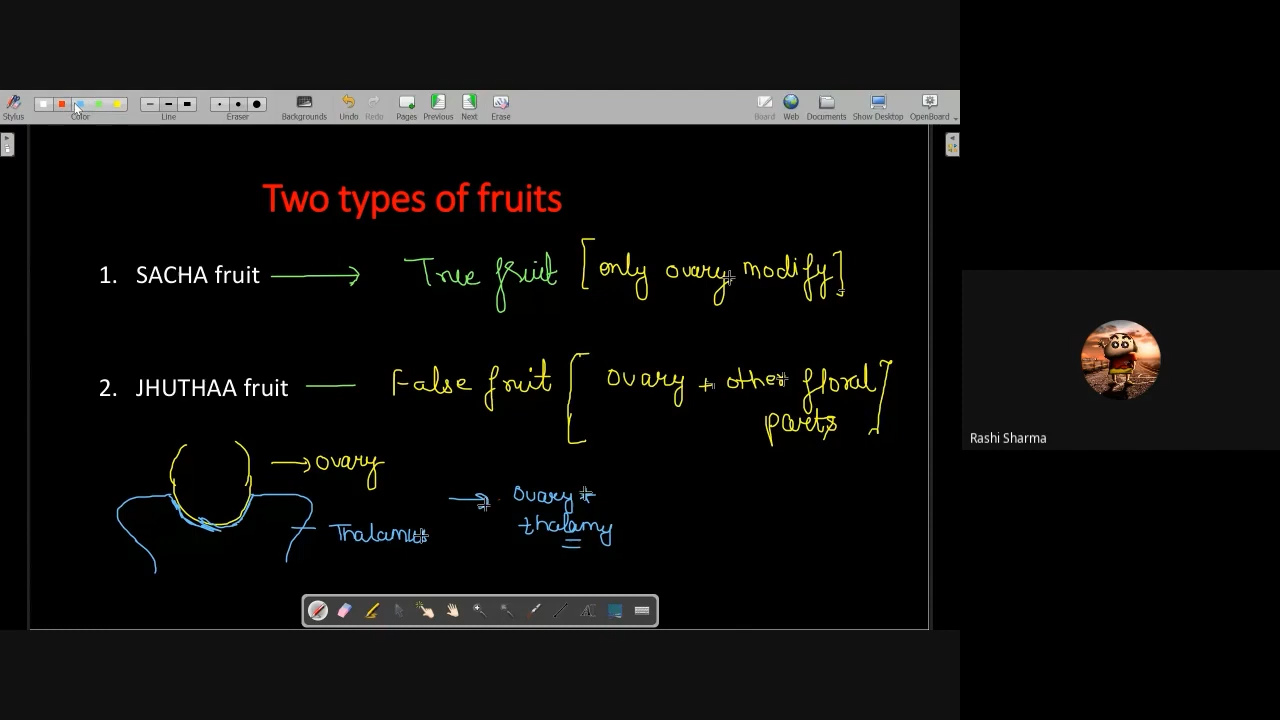 Stylus
Color
Line
Eraser
Backgrounds
Undo
Redo
Pages
Previous
Next
Erase
Board
Web
Documents
Show Desktop
OpenBoard
Two types of fruits
1. SACHA fruit → True fruit [only ovary modify]
2. JHUTHAA fruit — False fruit [ovary + other floral
parts]
→ ovary
→ Ovary +
Thalamus
thalamy
Rashi Sharma